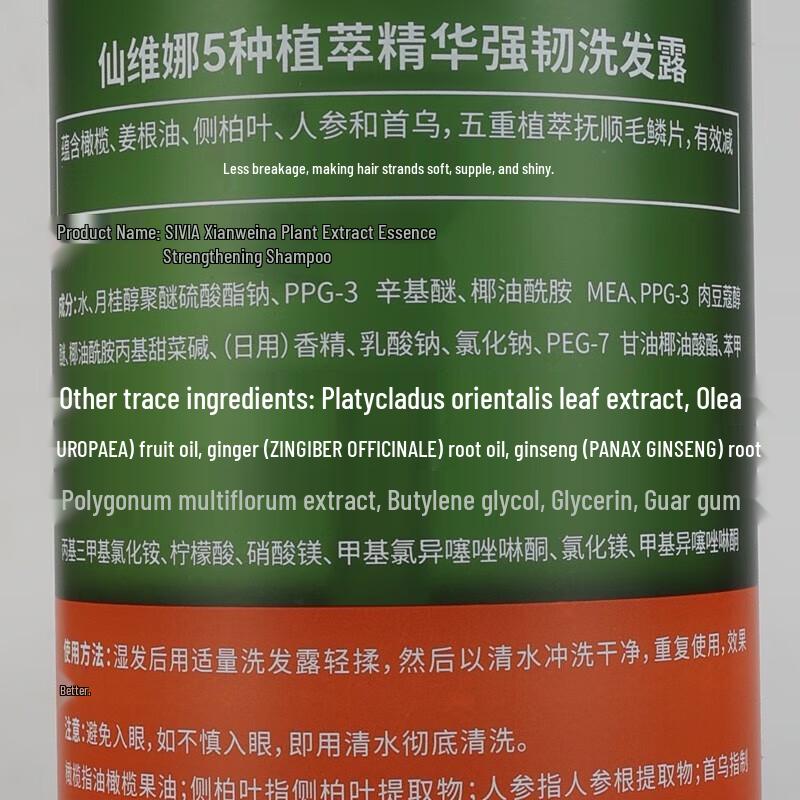 仙维娜5种植萃精华强韧洗发露
蕴含橄榄、姜根油、侧柏叶、人参和首乌，五重植萃抚顺毛鳞片，有效减
Less breakage, making hair strands soft, supple, and shiny.
Product Name: SIVIA Xianweina Plant Extract Essence
Strengthening Shampoo
成分：水、月桂醇聚醚硫酸酯钠、PPG-3 辛基醚、椰油酰胺 MEA、PPG-3 肉豆蔻醇
醚、椰油酰胺丙基甜菜碱、（日用）香精、乳酸钠、氯化钠、PEG-7 甘油椰油酸酯、苯甲
Other trace ingredients: Platycladus orientalis leaf extract, Olea
UROPAEA) fruit oil, ginger (ZINGIBER OFFICINALE) root oil, ginseng (PANAX GINSENG) root
Polygonum multiflorum extract, Butylene glycol, Glycerin, Guar gum
丙基三甲基氯化铵、柠檬酸、硝酸镁、甲基氯异噻唑啉酮、氯化镁、甲基异噻唑啉酮
使用方法：湿发后用适量洗发露轻揉，然后以清水冲洗干净，重复使用，效果
Better.
注意：避免入眼，如不慎入眼，即用清水彻底清洗。
橄榄指油橄榄果油；侧柏叶指侧柏叶提取物；人参指人参根提取物；首乌指制